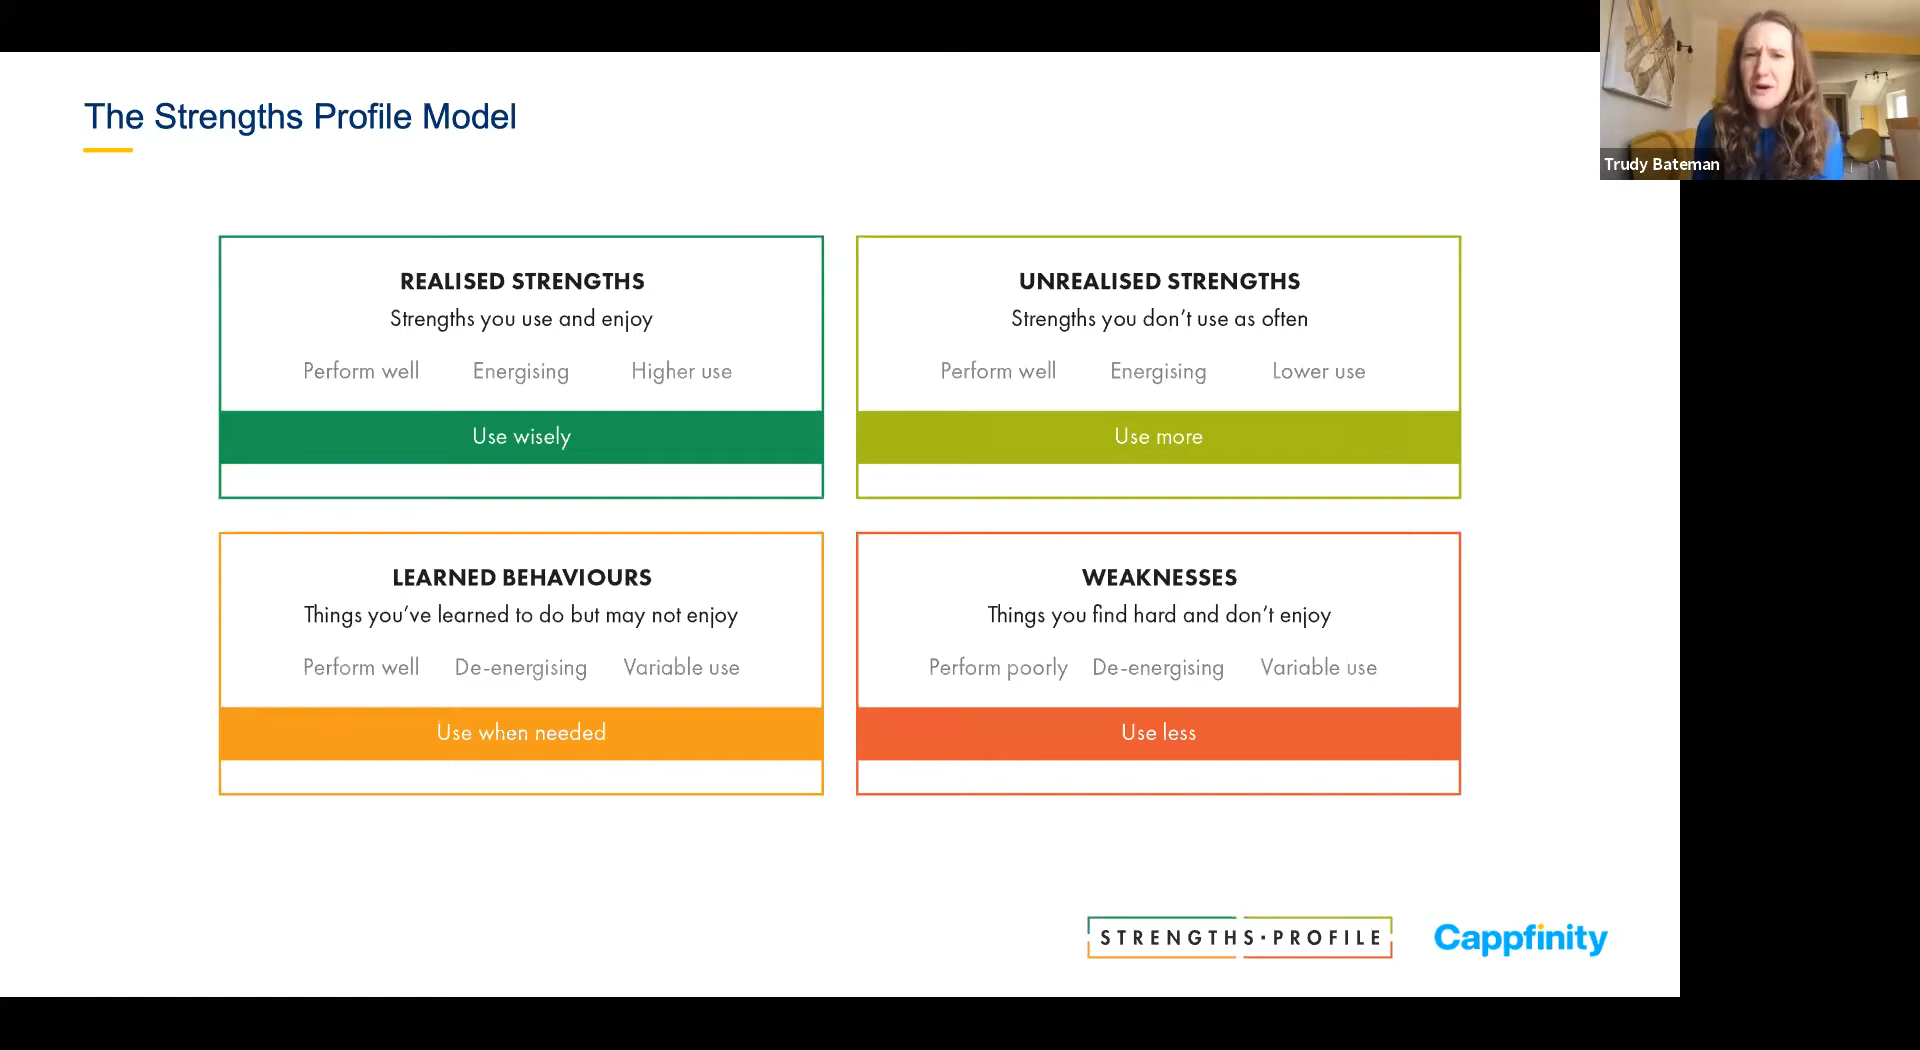 The Strengths Profile Model
Trudy Bateman
REALISED STRENGTHS
Strengths you use and enjoy
Perform well Energising Higher use
Use wisely
UNREALISED STRENGTHS
Strengths you don't use as often
Perform well Energising Lower use
Use more
LEARNED BEHAVIOURS
Things you've learned to do but may not enjoy
Perform well De-energising Variable use
Use when needed
WEAKNESSES
Things you find hard and don't enjoy
Perform poorly De-energising Variable use
Use less
STRENGTHS·PROFILE
Cappfinity